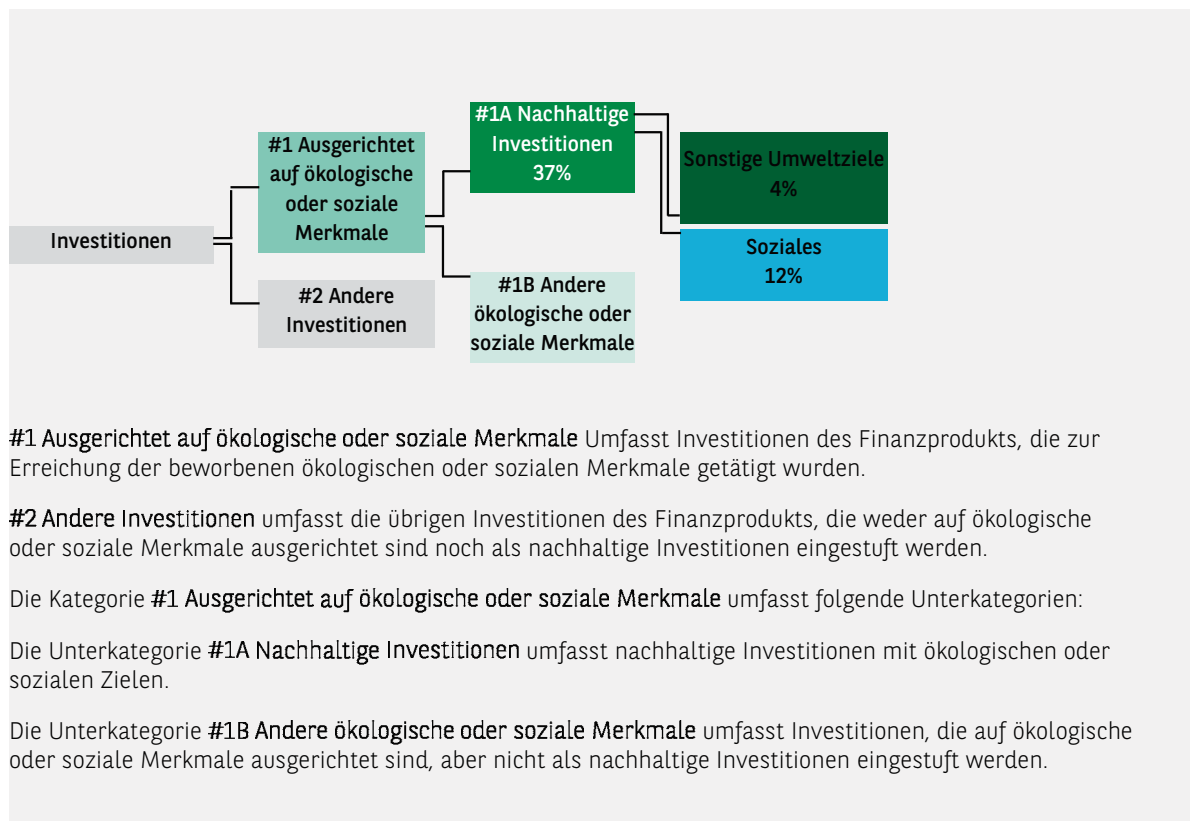 #1A Nachhaltige
Investitionen
37%
#1 Ausgerichtet
auf ökologische
oder soziale
Merkmale
Sonstige Umweltziele
4%
Investitionen
Soziales
12%
#2 Andere
Investitionen
#1B Andere
ökologische oder
soziale Merkmale
#1 Ausgerichtet auf ökologische oder soziale Merkmale Umfasst Investitionen des Finanzprodukts, die zur
Erreichung der beworbenen ökologischen oder sozialen Merkmale getätigt wurden.
#2 Andere Investitionen umfasst die übrigen Investitionen des Finanzprodukts, die weder auf ökologische
oder soziale Merkmale ausgerichtet sind noch als nachhaltige Investitionen eingestuft werden.
Die Kategorie #1 Ausgerichtet auf ökologische oder soziale Merkmale umfasst folgende Unterkategorien:
Die Unterkategorie #1A Nachhaltige Investitionen umfasst nachhaltige Investitionen mit ökologischen oder
sozialen Zielen.
Die Unterkategorie #1B Andere ökologische oder soziale Merkmale umfasst Investitionen, die auf ökologische
oder soziale Merkmale ausgerichtet sind, aber nicht als nachhaltige Investitionen eingestuft werden.